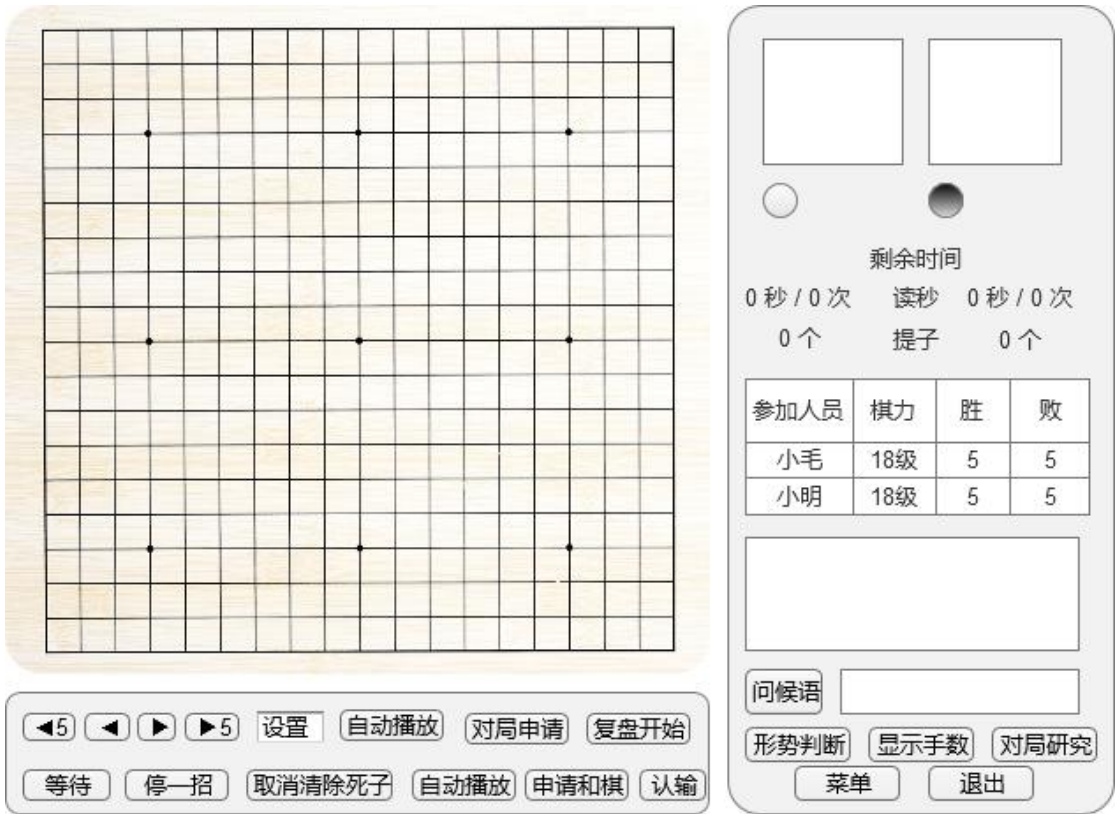 剩余时间
0 秒 / 0 次 读秒 0 秒 / 0 次
0 个 提子 0 个
参加人员 棋力 胜 败
小毛 18级 5 5
小明 18级 5 5
问候语
形势判断 显示手数 对局研究
菜单 退出
◀5 ◀ ▶ ▶5 设置 自动播放 对局申请 复盘开始
等待 停一招 取消清除死子 自动播放 申请和棋 认输